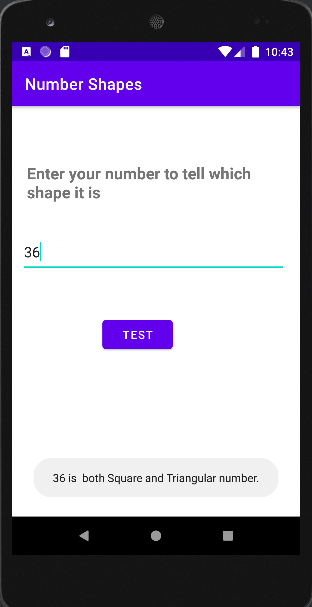 A 10:43
Number Shapes
Enter your number to tell which
shape it is
36
TEST
36 is  both Square and Triangular number.